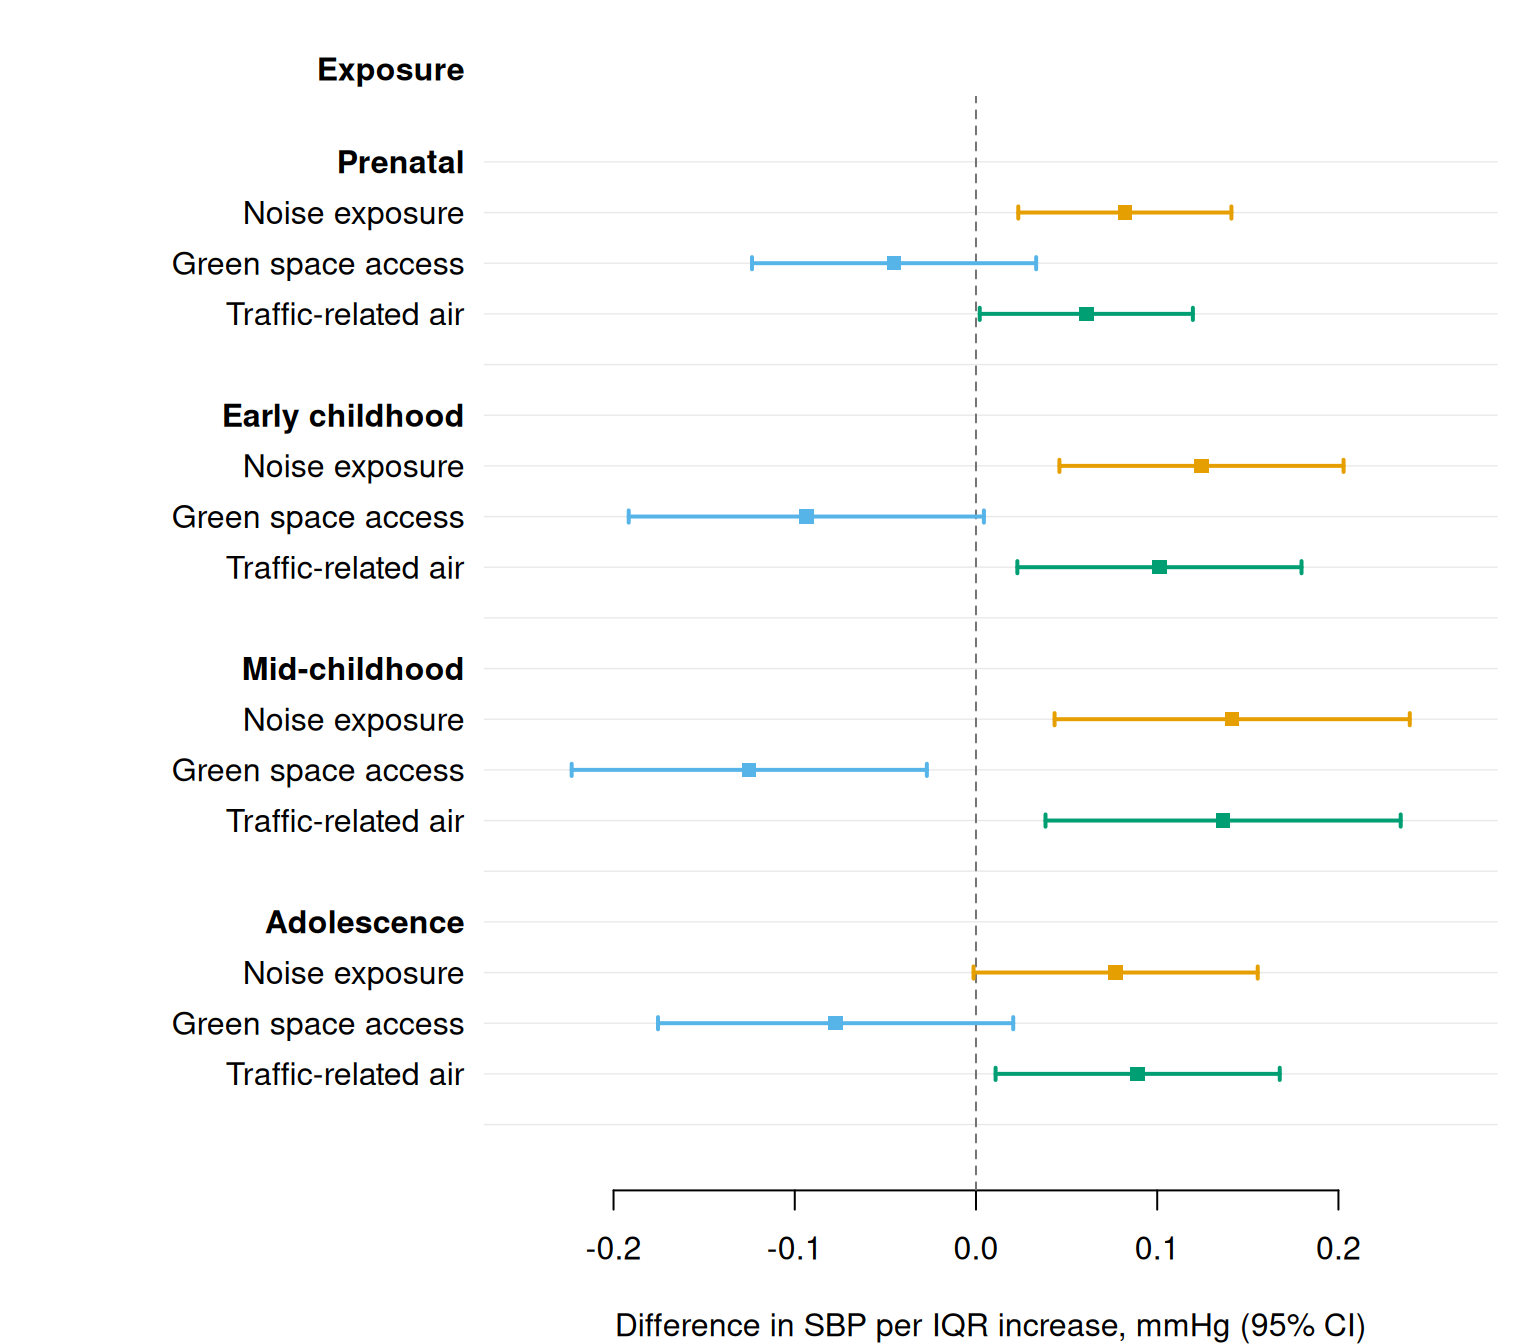 Exposure
Prenatal
Noise exposure
Green space access
Traffic-related air
Early childhood
Noise exposure
Green space access
Traffic-related air
Mid-childhood
Noise exposure
Green space access
Traffic-related air
Adolescence
Noise exposure
Green space access
Traffic-related air
-0.2 -0.1 0.0 0.1 0.2
Difference in SBP per IQR increase, mmHg (95% CI)